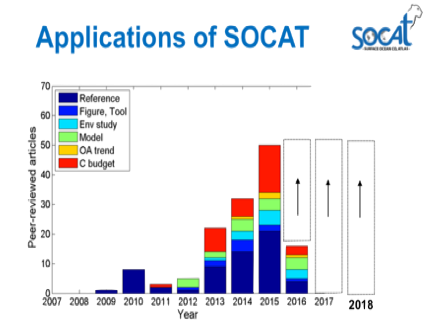 Applications of SOCAT
SOCAT
SURFACE OCEAN CO₂ ATLAS
70
60
50
40
30
20
10
0
Peer-reviewed articles
Reference
Figure, Tool
Env study
Model
OA trend
C budget
2007 2008 2009 2010 2011 2012 2013 2014 2015 2016 2017 2018
Year